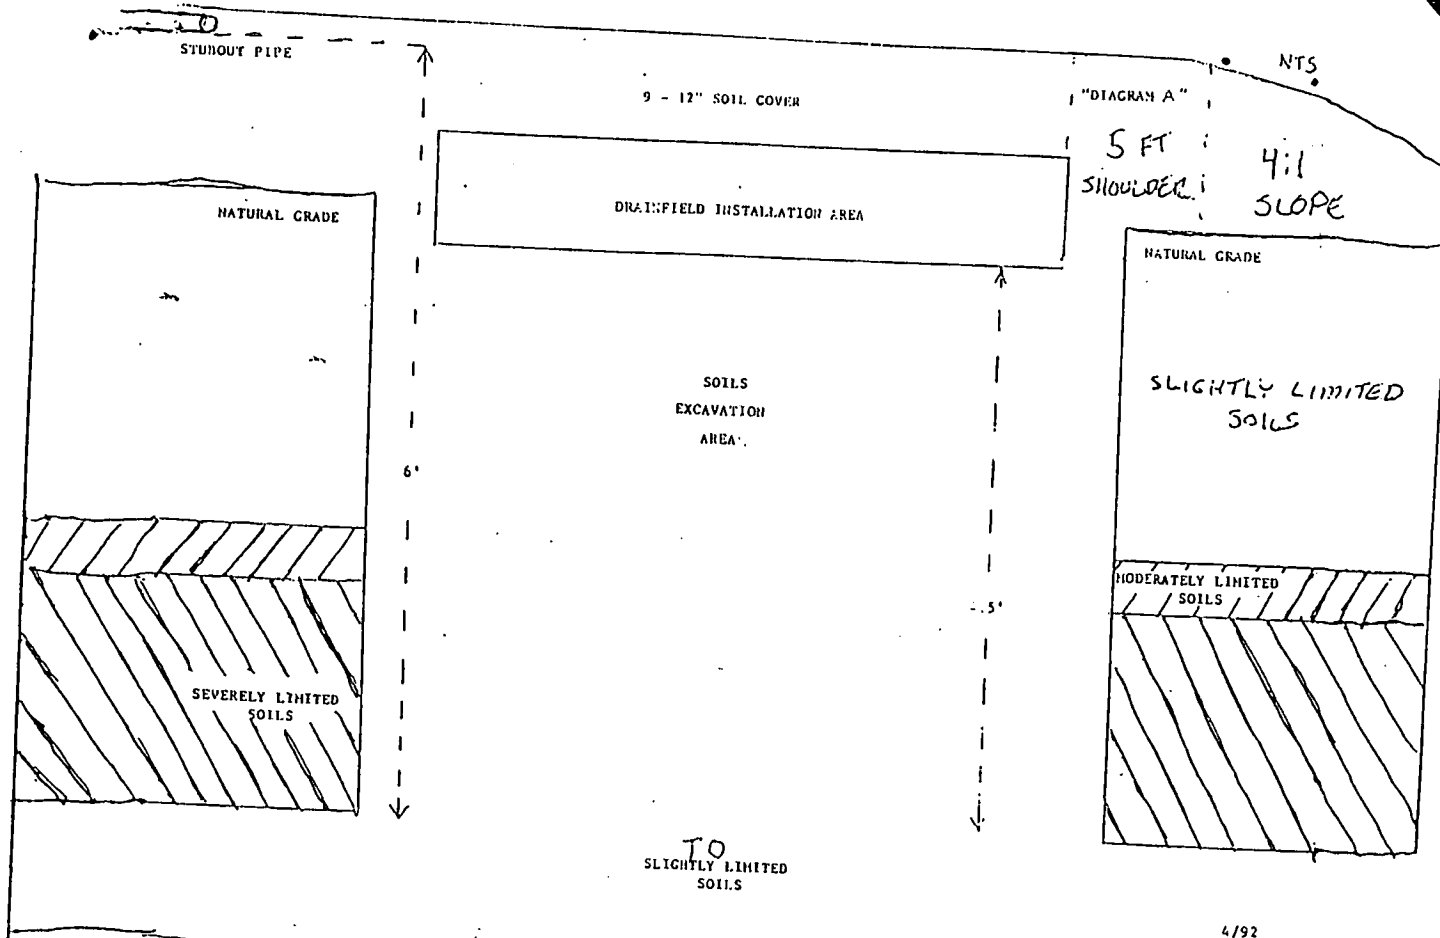 STUBOUT PIPE
NTS
9 - 12" SOIL COVER
"DIAGRAM A"
5 FT
SHOULDER
4:1
SLOPE
NATURAL GRADE
DRAINFIELD INSTALLATION AREA
NATURAL GRADE
SOILS
EXCAVATION
AREA
SLIGHTLY LIMITED
SOILS
6'
MODERATELY LIMITED
SOILS
SEVERELY LIMITED
SOILS
TO
SLIGHTLY LIMITED
SOILS
4/92